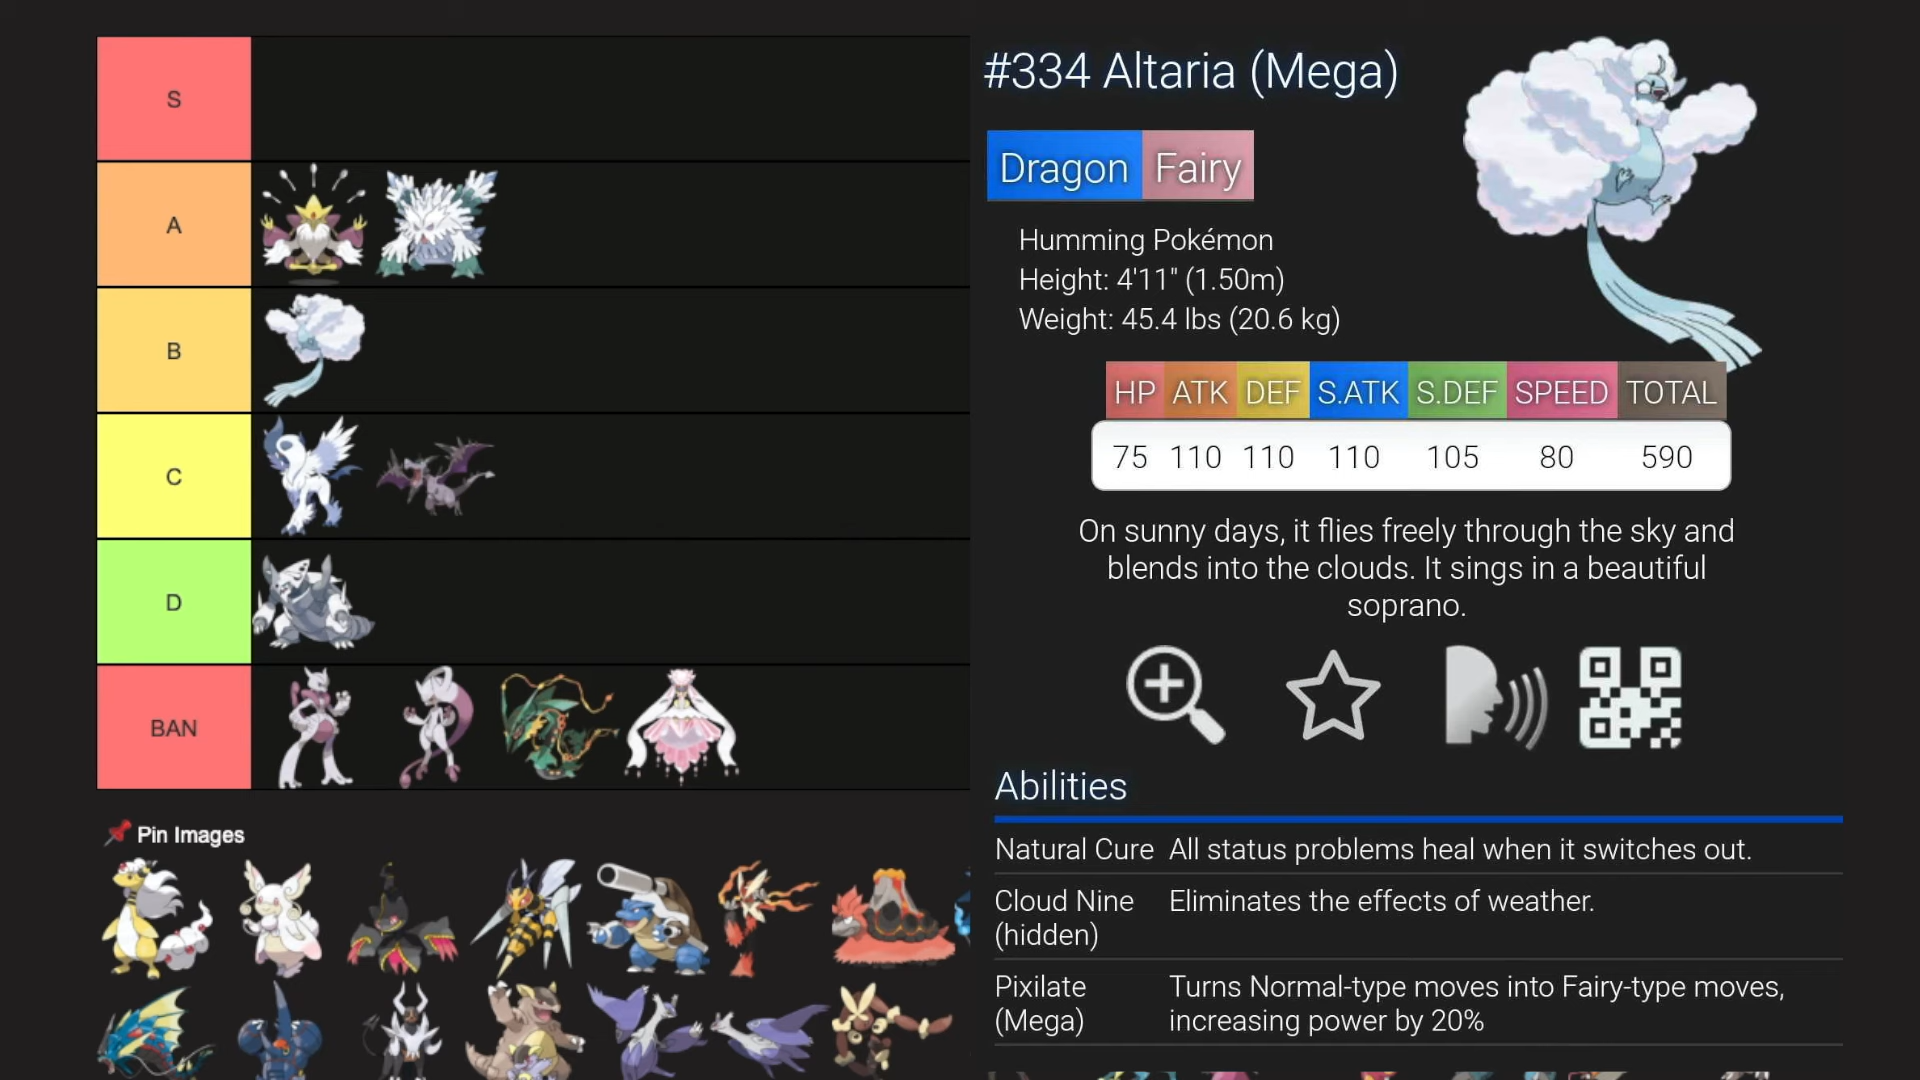 S
A
B
C
D
BAN
Pin Images
#334 Altaria (Mega)
Dragon Fairy
Humming Pokémon
Height: 4'11" (1.50m)
Weight: 45.4 lbs (20.6 kg)
HP ATK DEF S.ATK S.DEF SPEED TOTAL
75 110 110 110 105 80 590
On sunny days, it flies freely through the sky and
blends into the clouds. It sings in a beautiful
soprano.
Abilities
Natural Cure All status problems heal when it switches out.
Cloud Nine Eliminates the effects of weather.
(hidden)
Pixilate Turns Normal-type moves into Fairy-type moves,
(Mega) increasing power by 20%